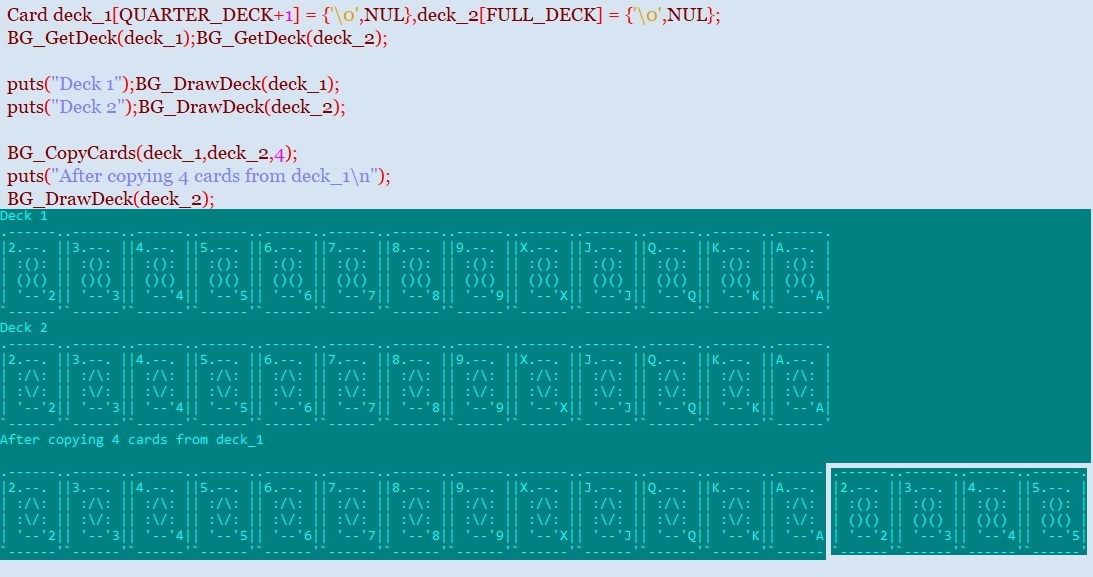 Card deck_1[QUARTER_DECK+1] = {'\0',NUL},deck_2[FULL_DECK] = {'\0',NUL};
BG_GetDeck(deck_1);BG_GetDeck(deck_2);
puts("Deck 1");BG_DrawDeck(deck_1);
puts("Deck 2");BG_DrawDeck(deck_2);
BG_CopyCards(deck_1,deck_2,4);
puts("After copying 4 cards from deck_1\n");
BG_DrawDeck(deck_2);
Deck 1
.------..------..------..------..------..------..------..------..------..------..------..------..------.
|2.--. ||3.--. ||4.--. ||5.--. ||6.--. ||7.--. ||8.--. ||9.--. ||X.--. ||J.--. ||Q.--. ||K.--. ||A.--. |
| :(): || :(): || :(): || :(): || :(): || :(): || :(): || :(): || :(): || :(): || :(): || :(): || :(): |
| ()() || ()() || ()() || ()() || ()() || ()() || ()() || ()() || ()() || ()() || ()() || ()() || ()() |
| '--'2|| '--'3|| '--'4|| '--'5|| '--'6|| '--'7|| '--'8|| '--'9|| '--'X|| '--'J|| '--'Q|| '--'K|| '--'A|
`------'`------'`------'`------'`------'`------'`------'`------'`------'`------'`------'`------'`------'
Deck 2
.------..------..------..------..------..------..------..------..------..------..------..------..------.
|2.--. ||3.--. ||4.--. ||5.--. ||6.--. ||7.--. ||8.--. ||9.--. ||X.--. ||J.--. ||Q.--. ||K.--. ||A.--. |
| :/\: || :/\: || :/\: || :/\: || :/\: || :/\: || :/\: || :/\: || :/\: || :/\: || :/\: || :/\: || :/\: |
| :\/: || :\/: || :\/: || :\/: || :\/: || :\/: || :\/: || :\/: || :\/: || :\/: || :\/: || :\/: || :\/: |
| '--'2|| '--'3|| '--'4|| '--'5|| '--'6|| '--'7|| '--'8|| '--'9|| '--'X|| '--'J|| '--'Q|| '--'K|| '--'A|
`------'`------'`------'`------'`------'`------'`------'`------'`------'`------'`------'`------'`------'
After copying 4 cards from deck_1
.------..------..------..------..------..------..------..------..------..------..------..------..------ .------..------..------..------.
|2.--. ||3.--. ||4.--. ||5.--. ||6.--. ||7.--. ||8.--. ||9.--. ||X.--. ||J.--. ||Q.--. ||K.--. ||A.--. |2.--. ||3.--. ||4.--. ||5.--. |
| :/\: || :/\: || :/\: || :/\: || :/\: || :/\: || :/\: || :/\: || :/\: || :/\: || :/\: || :/\: || :/\: | :(): || :(): || :(): || :(): |
| :\/: || :\/: || :\/: || :\/: || :\/: || :\/: || :\/: || :\/: || :\/: || :\/: || :\/: || :\/: || :\/: | ()() || ()() || ()() || ()() |
| '--'2|| '--'3|| '--'4|| '--'5|| '--'6|| '--'7|| '--'8|| '--'9|| '--'X|| '--'J|| '--'Q|| '--'K|| '--'A | '--'2|| '--'3|| '--'4|| '--'5|
`------'`------'`------'`------'`------'`------'`------'`------'`------'`------'`------'`------'`------ `------'`------'`------'`------'